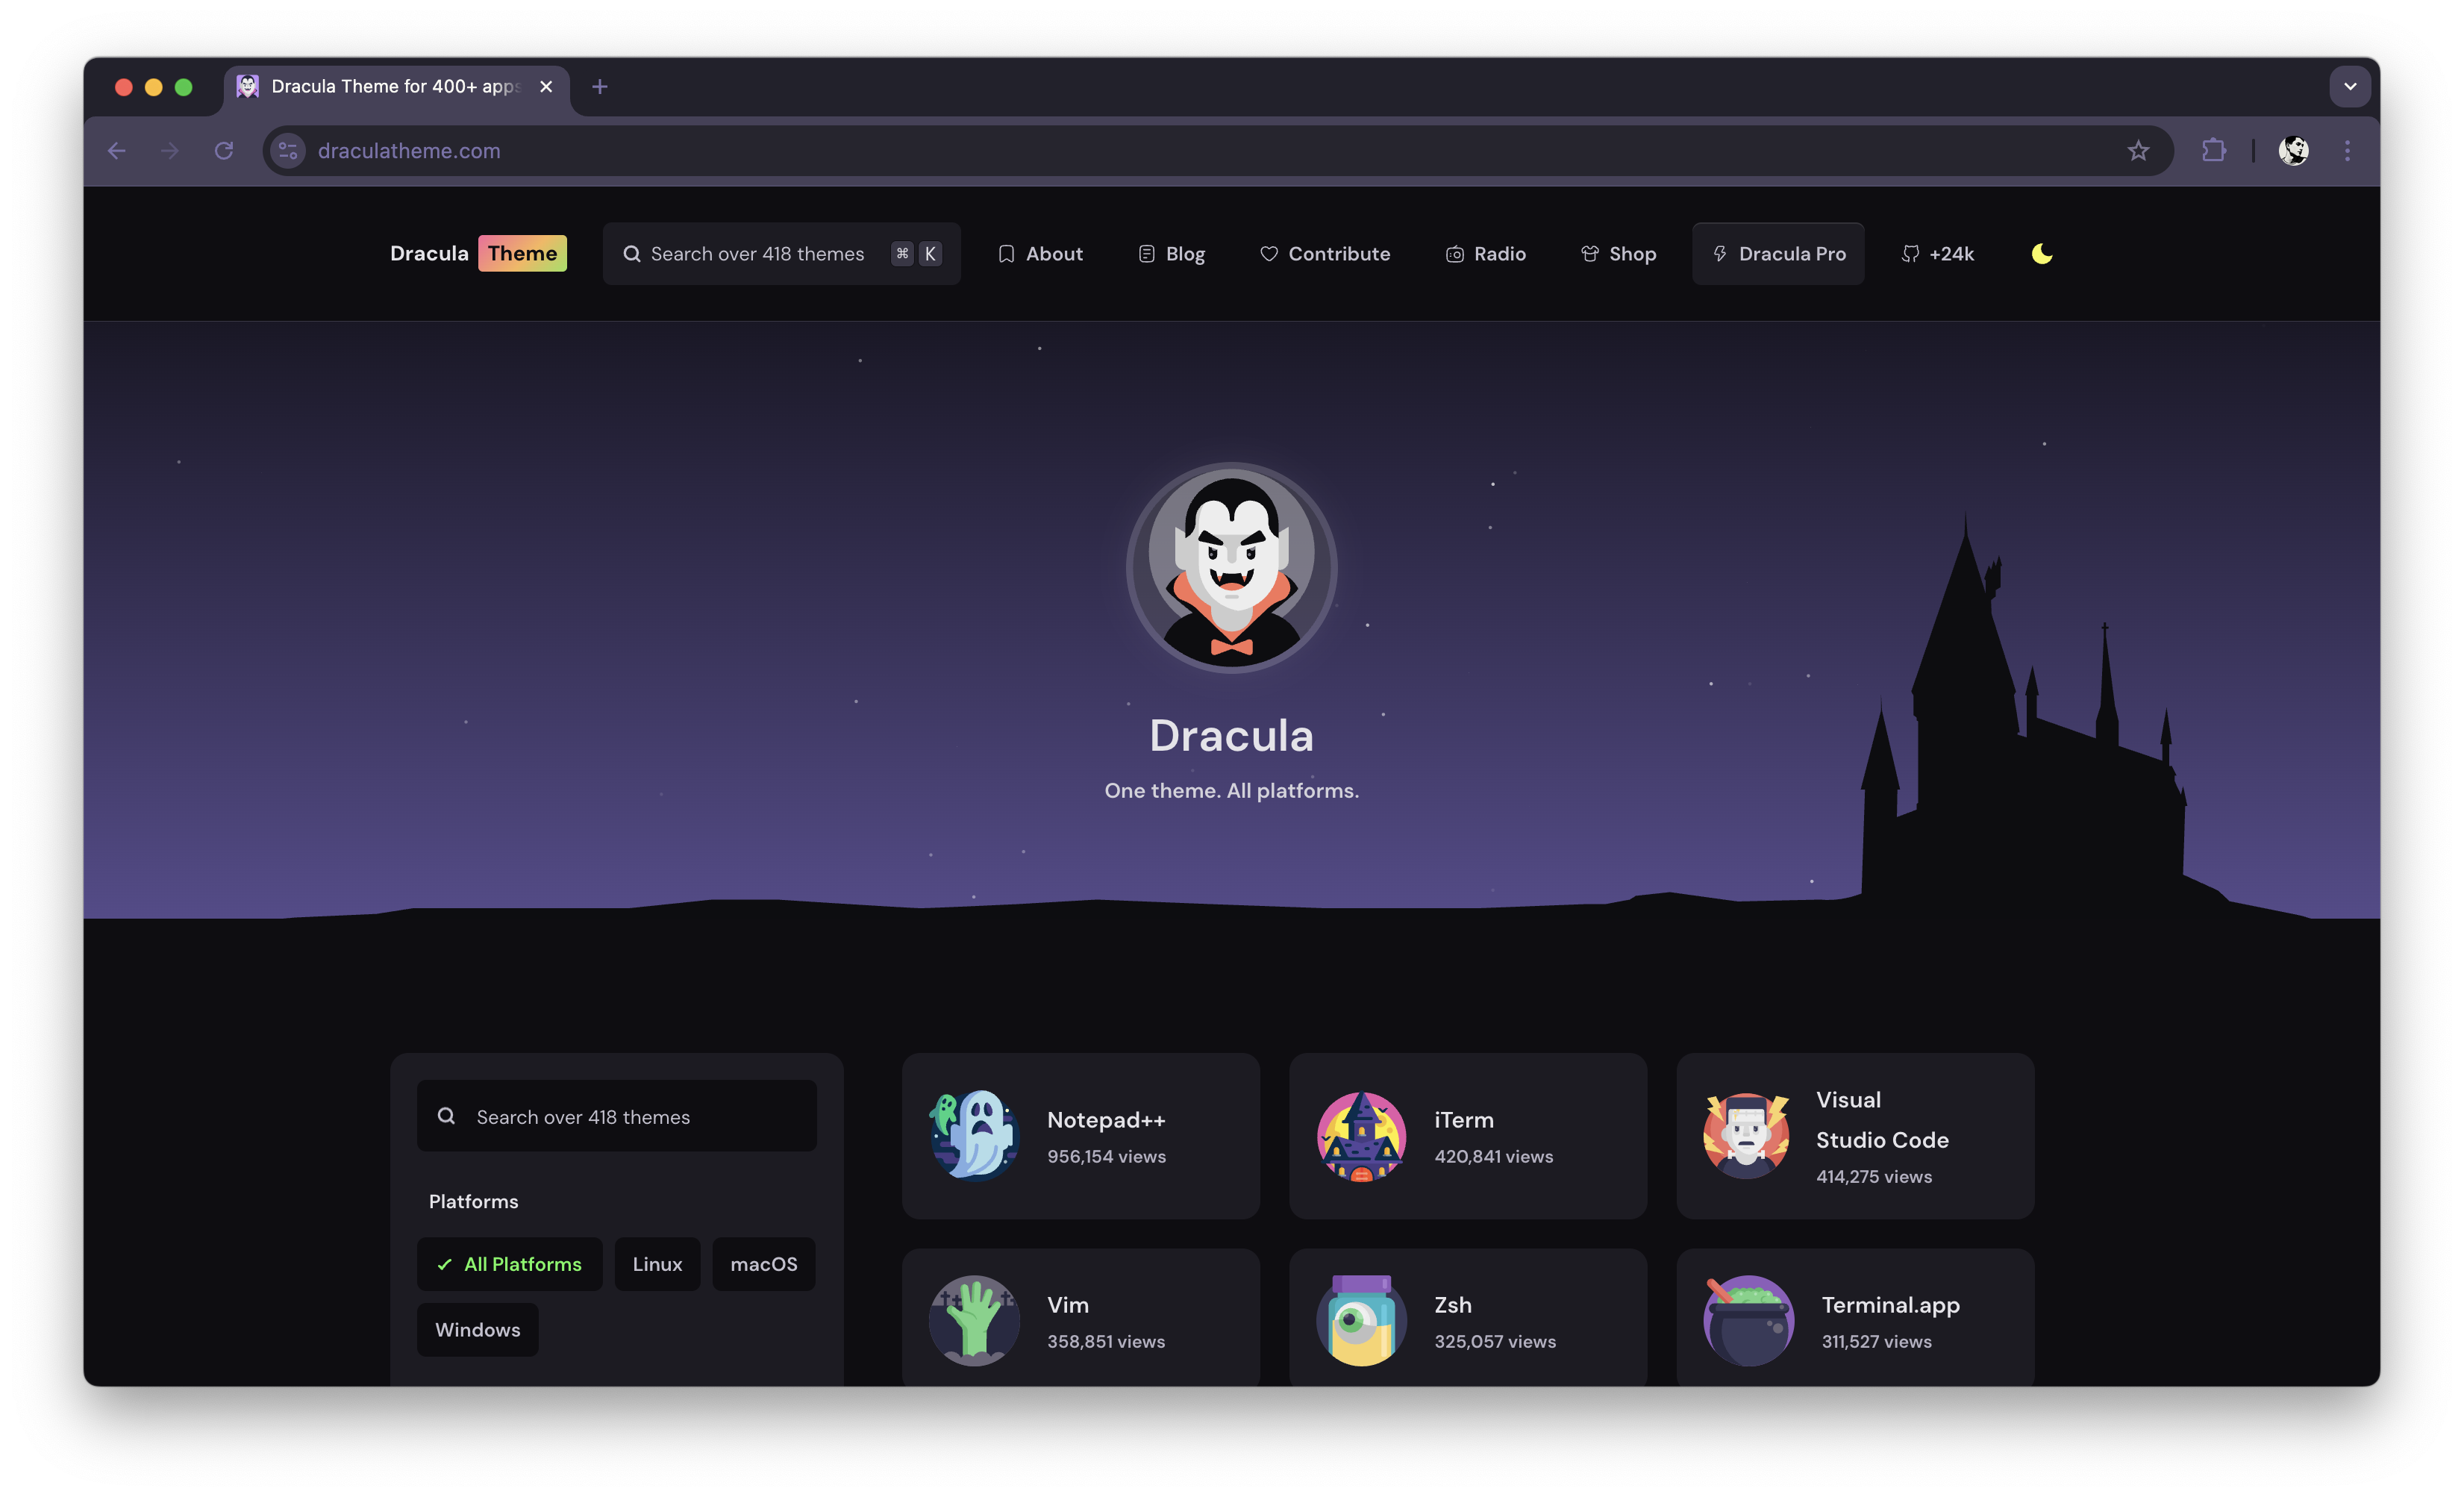 Dracula Theme for 400+ apps
draculatheme.com
Dracula Theme
Search over 418 themes ⌘ K
About
Blog
Contribute
Radio
Shop
Dracula Pro
+24k
Dracula
One theme. All platforms.
Search over 418 themes
Platforms
All Platforms
Linux
macOS
Windows
Notepad++
956,154 views
iTerm
420,841 views
Visual
Studio Code
414,275 views
Vim
358,851 views
Zsh
325,057 views
Terminal.app
311,527 views